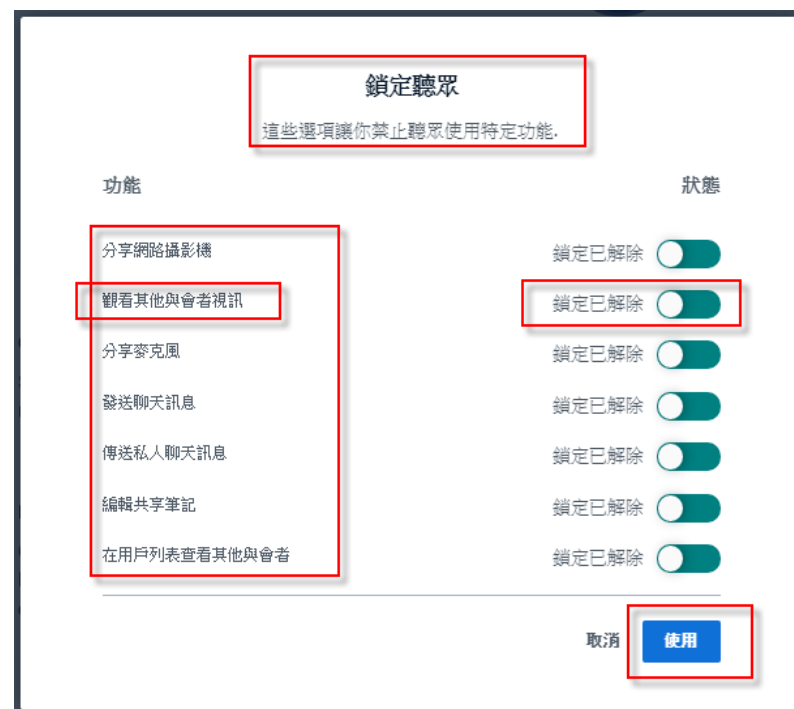 鎖定聽眾
這些選項讓你禁止聽眾使用特定功能.
功能 狀態
分享網路攝影機 鎖定已解除
觀看其他與會者視訊 鎖定已解除
分享麥克風 鎖定已解除
發送聊天訊息 鎖定已解除
傳送私人聊天訊息 鎖定已解除
編輯共享筆記 鎖定已解除
在用戶列表查看其他與會者 鎖定已解除
取消 使用